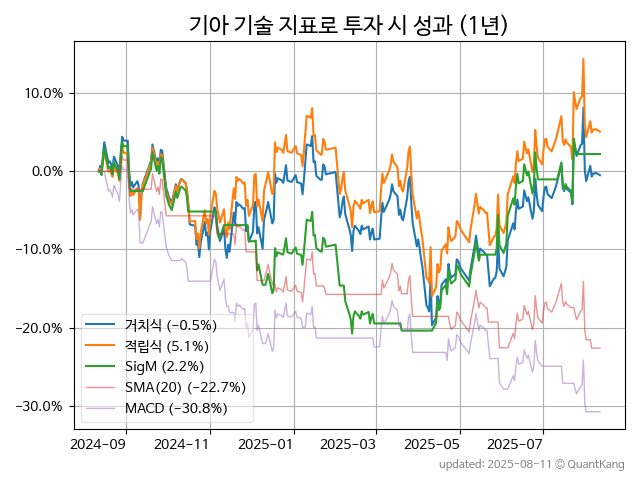 기아 기술 지표로 투자 시 성과 (1년)
10.0%
0.0%
−10.0%
−20.0%
−30.0%
거치식 (−0.5%)
적립식 (5.1%)
SigM (2.2%)
SMA(20) (−22.7%)
MACD (−30.8%)
2024-09 2024-11 2025-01 2025-03 2025-05 2025-07
updated: 2025-08-11 © QuantKang